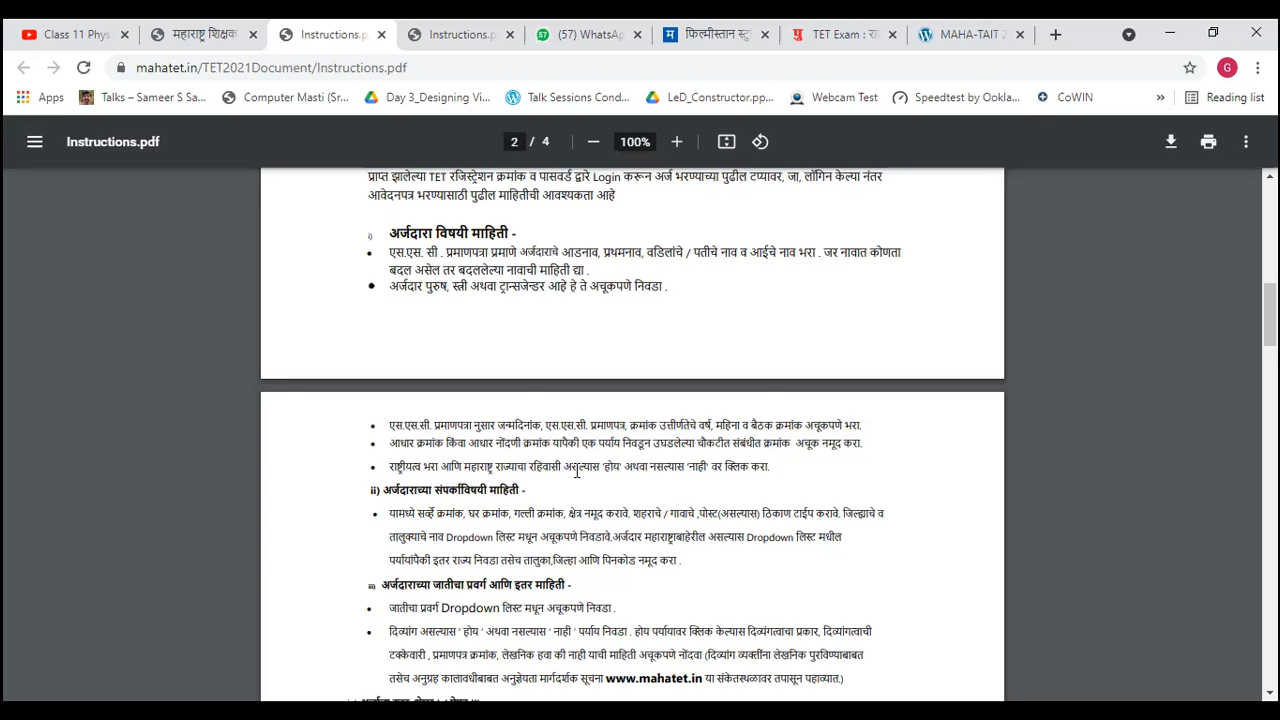 Class 11 Phys
महाराष्ट्र शिक्षक
Instructions.p
Instructions.p
(57) WhatsA
फिल्मीस्तान स्टु
TET Exam : रा
MAHA-TAIT 2
mahatet.in/TET2021Document/Instructions.pdf
G
Apps
Talks – Sameer S Sa...
Computer Masti (Sr...
Day 3_Designing Vi...
Talk Sessions Cond...
LeD_Constructor.pp...
Webcam Test
Speedtest by Ookla...
CoWIN
»
Reading list
Instructions.pdf
2 / 4
100%
प्राप्त झालेल्या TET रजिस्ट्रेशन क्रमांक व पासवर्ड द्वारे Login करून अर्ज भरण्याच्या पुढील टप्यावर, जा, लॉगिन केल्या नंतर
आवेदनपत्र भरण्यासाठी पुढील माहितीची आवश्यकता आहे
i) अर्जदारा विषयी माहिती -
• एस.एस. सी . प्रमाणपत्रा प्रमाणे अर्जदाराचे आडनाव, प्रथमनाव, वडिलांचे / पतीचे नाव व आईचे नाव भरा . जर नावात कोणता
बदल असेल तर बदललेल्या नावाची माहिती द्या .
• अर्जदार पुरुष, स्त्री अथवा ट्रान्सजेन्डर आहे हे ते अचूकपणे निवडा .
• एस.एस.सी. प्रमाणपत्रा नुसार जन्मदिनांक, एस.एस.सी. प्रमाणपत्र, क्रमांक उत्तीर्णतेचे वर्ष, महिना व बैठक क्रमांक अचूकपणे भरा.
• आधार क्रमांक किंवा आधार नोंदणी क्रमांक यापैकी एक पर्याय निवडून उघडलेल्या चौकटीत संबंधीत क्रमांक अचूक नमूद करा.
• राष्ट्रीयत्व भरा आणि महाराष्ट्र राज्याचा रहिवासी असल्यास 'होय' अथवा नसल्यास 'नाही' वर क्लिक करा.
ii) अर्जदाराच्या संपर्काविषयी माहिती -
• यामध्ये सर्व्हे क्रमांक, घर क्रमांक, गल्ली क्रमांक, क्षेत्र नमूद करावे. शहराचे / गावाचे ,पोस्ट(असल्यास) ठिकाण टाईप करावे. जिल्ह्याचे व
तालुक्याचे नाव Dropdown लिस्ट मधून अचूकपणे निवडावे.अर्जदार महाराष्ट्राबाहेरील असल्यास Dropdown लिस्ट मधील
पर्यायांपैकी इतर राज्य निवडा तसेच तालुका,जिल्हा आणि पिनकोड नमूद करा .
iii) अर्जदाराच्या जातीचा प्रवर्ग आणि इतर माहिती -
• जातीचा प्रवर्ग Dropdown लिस्ट मधून अचूकपणे निवडा .
• दिव्यांग असल्यास ' होय ' अथवा नसल्यास ' नाही ' पर्याय निवडा . होय पर्यायावर क्लिक केल्यास दिव्यंगत्वाचा प्रकार, दिव्यांगत्वाची
टक्केवारी , प्रमाणपत्र क्रमांक, लेखनिक हवा की नाही याची माहिती अचूकपणे नोंदवा (दिव्यांग व्यक्तींना लेखनिक पुरविण्याबाबत
तसेच अनुग्रह कालावधीबाबत अनुज्ञेयता मार्गदर्शक सूचना www.mahatet.in या संकेतस्थळावर तपासून पहाव्यात.)